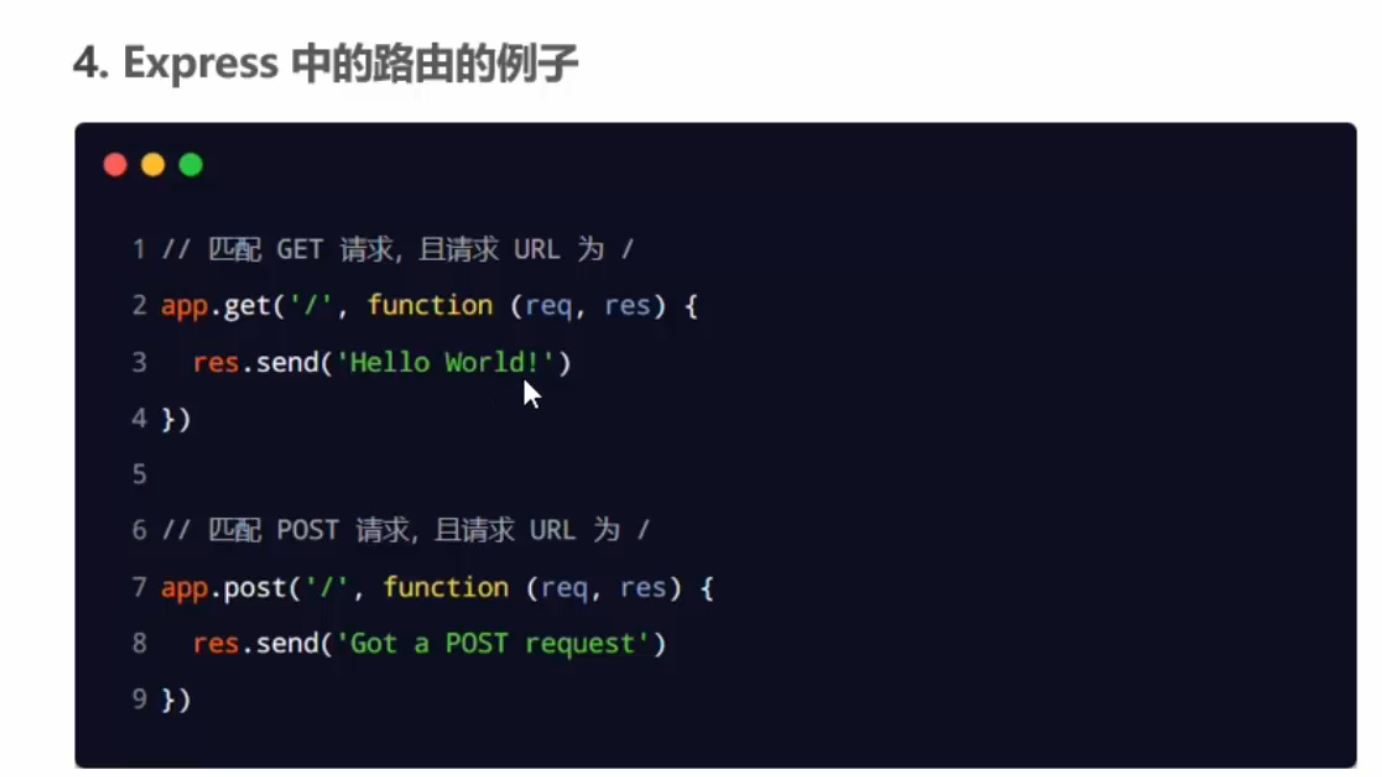 4. Express 中的路由的例子
1 // 匹配 GET 请求, 且请求 URL 为 /
2 app.get('/', function (req, res) {
3   res.send('Hello World!')
4 })
5
6 // 匹配 POST 请求, 且请求 URL 为 /
7 app.post('/', function (req, res) {
8   res.send('Got a POST request')
9 })